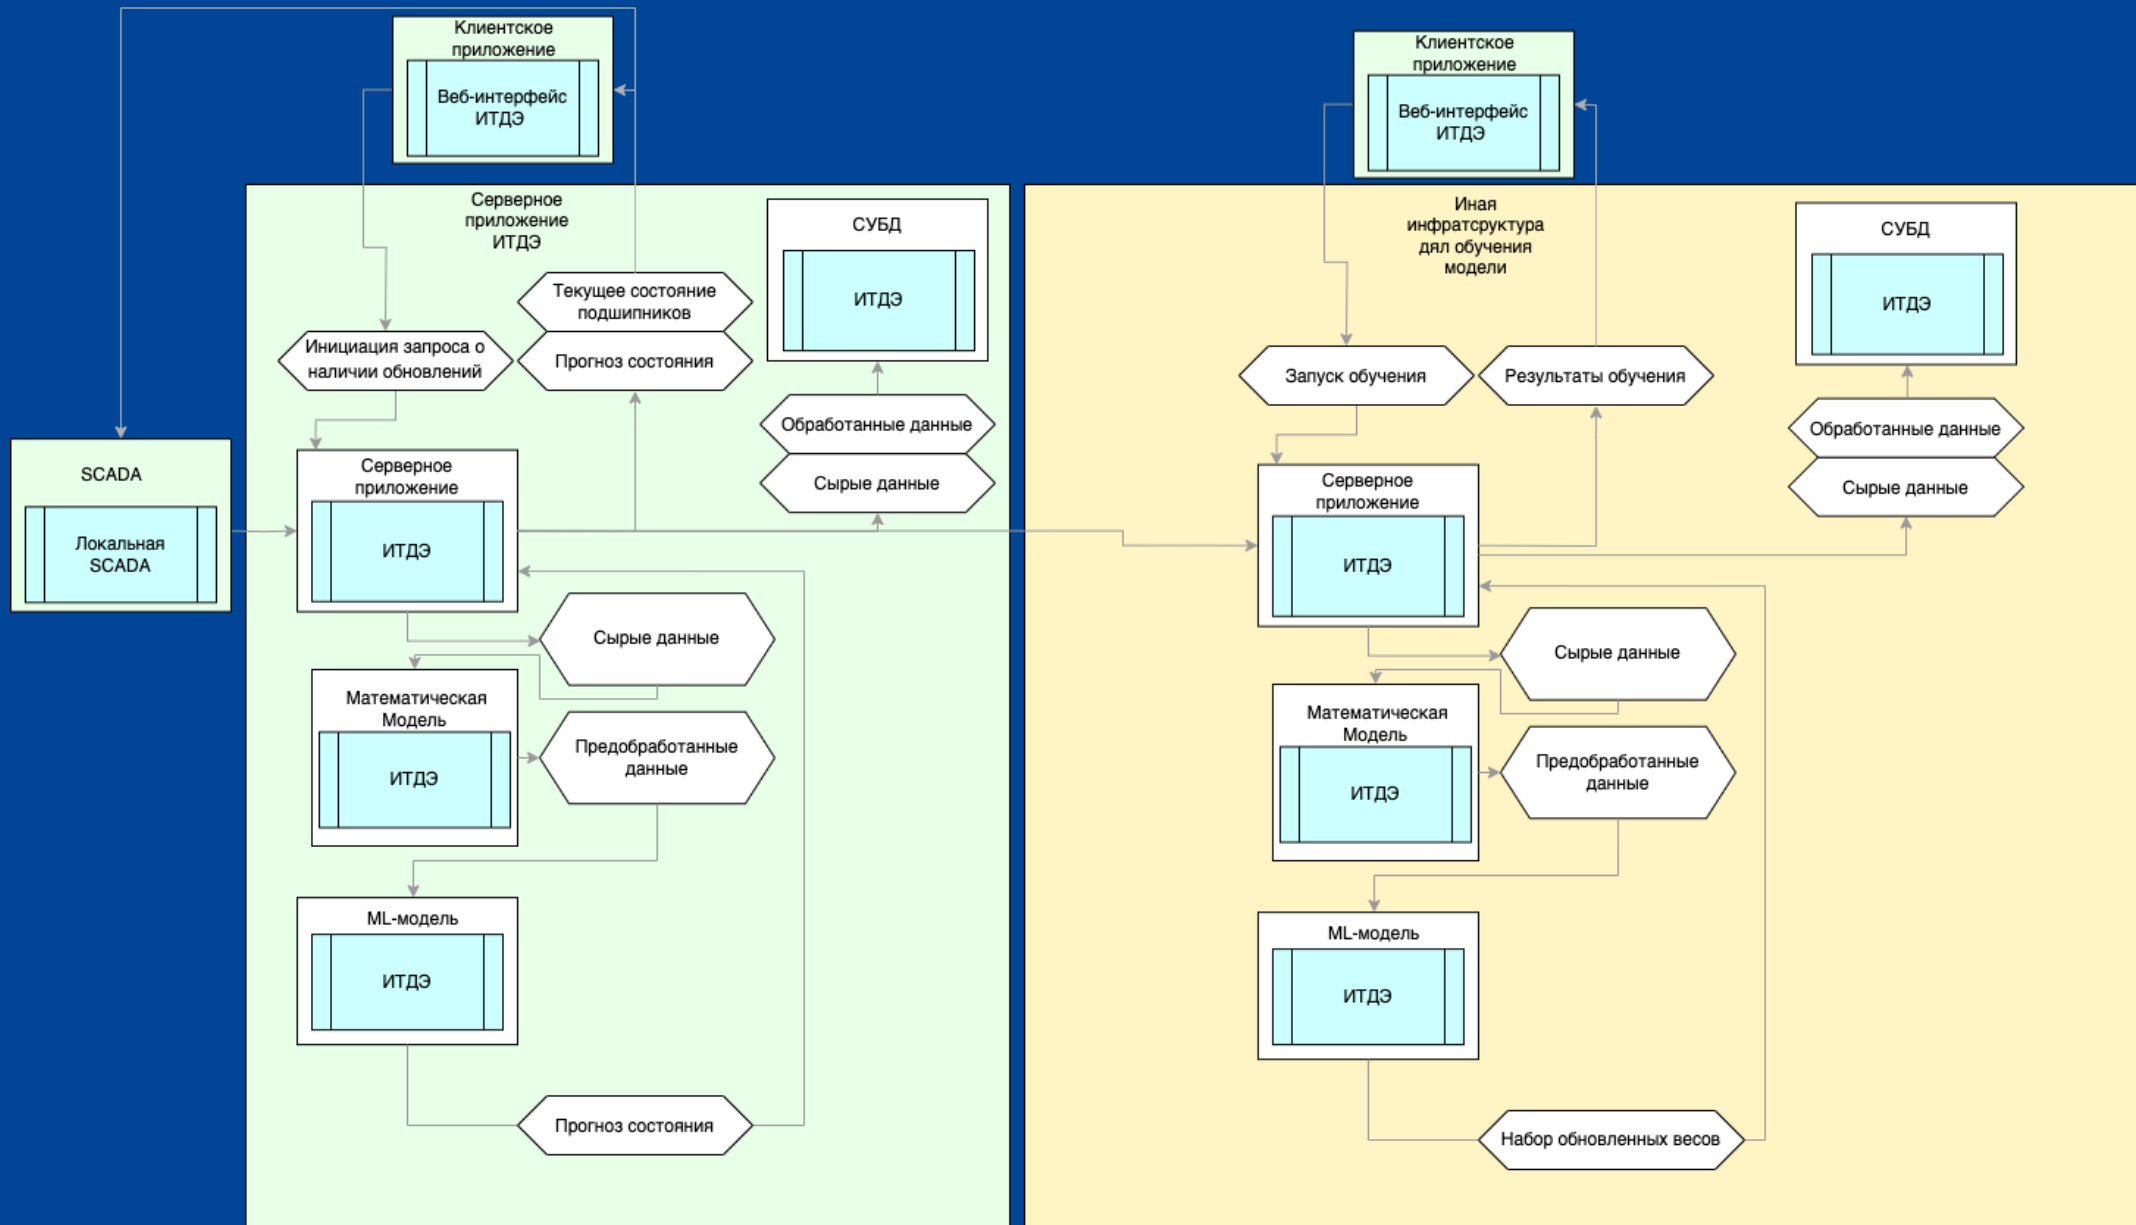 Клиентское
приложение
Веб-интерфейс
ИТДЭ
Серверное
приложение
ИТДЭ
СУБД
ИТДЭ
Текущее состояние
подшипников
Прогноз состояния
Инициация запроса о
наличии обновлений
Обработанные данные
Сырые данные
SCADA
Локальная
SCADA
Серверное
приложение
ИТДЭ
Сырые данные
Математическая
Модель
ИТДЭ
Предобработанные
данные
ML-модель
ИТДЭ
Прогноз состояния
Клиентское
приложение
Веб-интерфейс
ИТДЭ
Иная
инфратсруктура
дял обучения
модели
СУБД
ИТДЭ
Запуск обучения
Результаты обучения
Обработанные данные
Сырые данные
Серверное
приложение
ИТДЭ
Сырые данные
Математическая
Модель
ИТДЭ
Предобработанные
данные
ML-модель
ИТДЭ
Набор обновленных весов